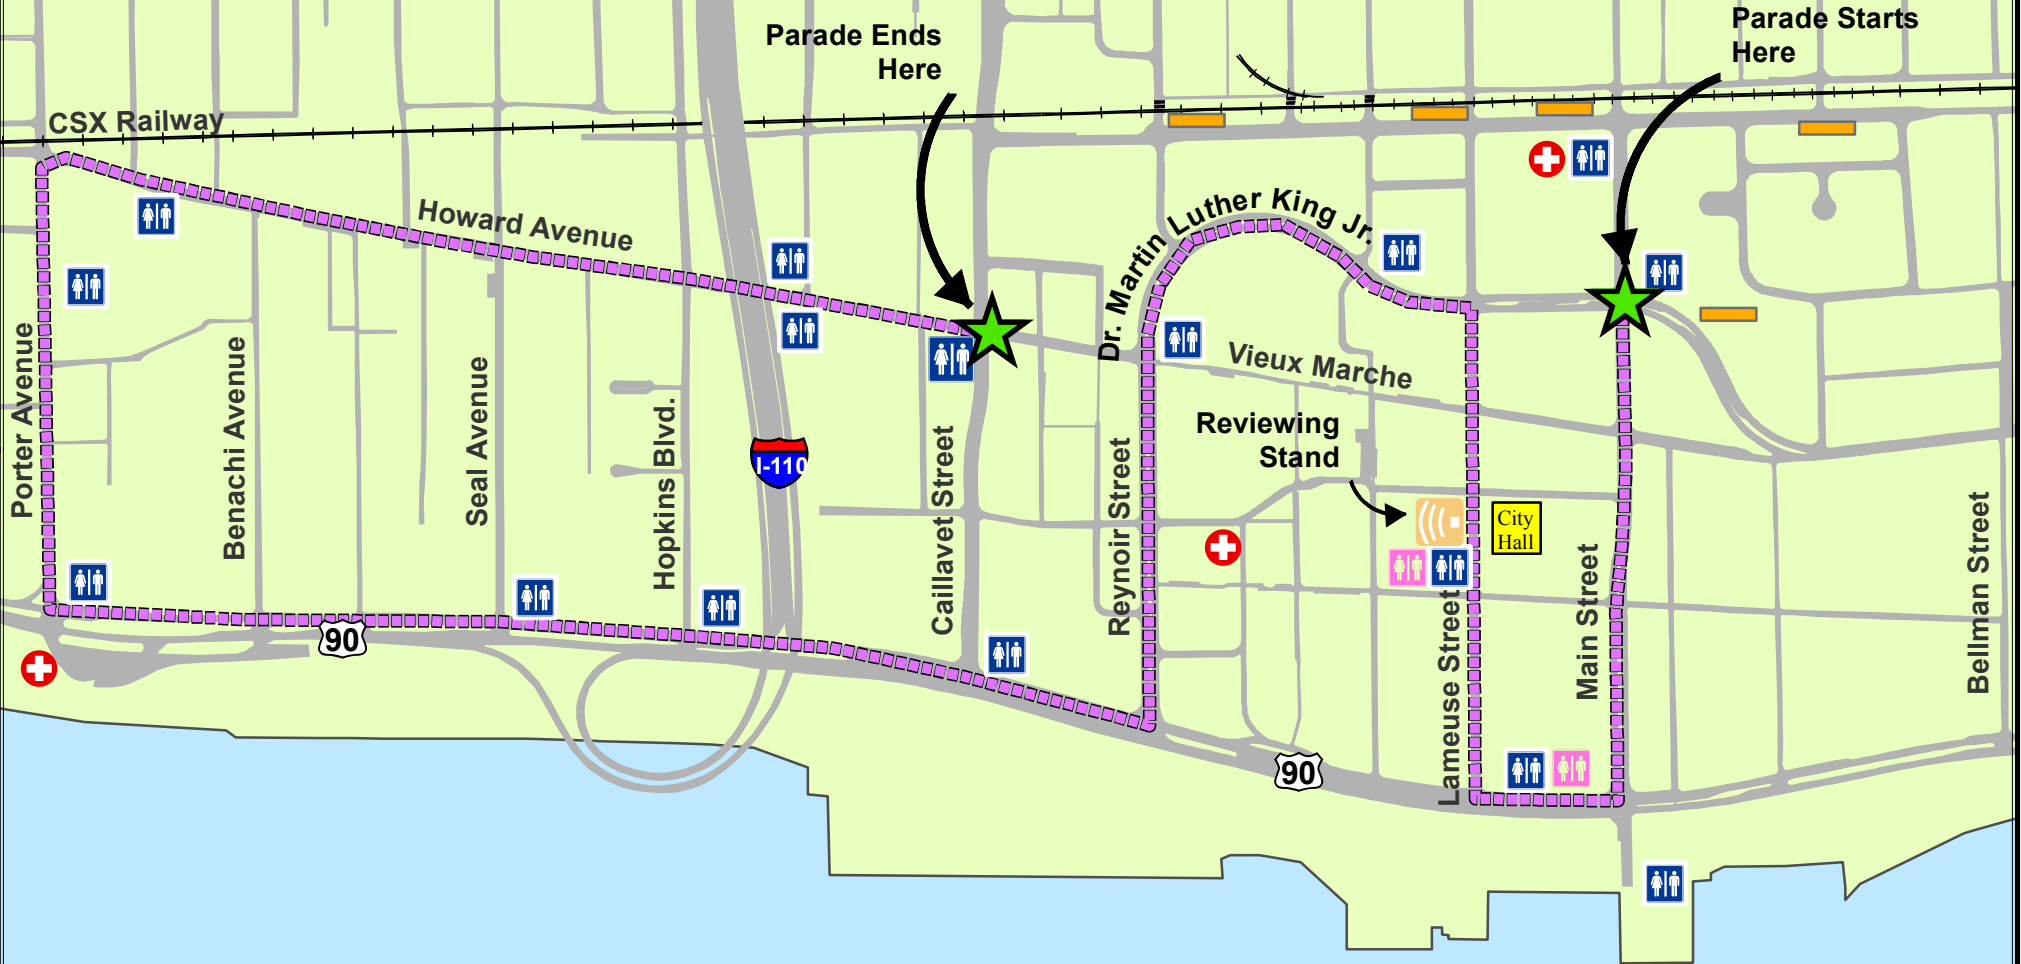 Parade Starts
Here
Parade Ends
Here
CSX Railway
Howard Avenue
Dr. Martin Luther King Jr.
Vieux Marche
Reviewing
Stand
City
Hall
I-110
Porter Avenue
Benachi Avenue
Seal Avenue
Hopkins Blvd.
Caillavet Street
Reynoir Street
Lameuse Street
Main Street
Bellman Street
90
90